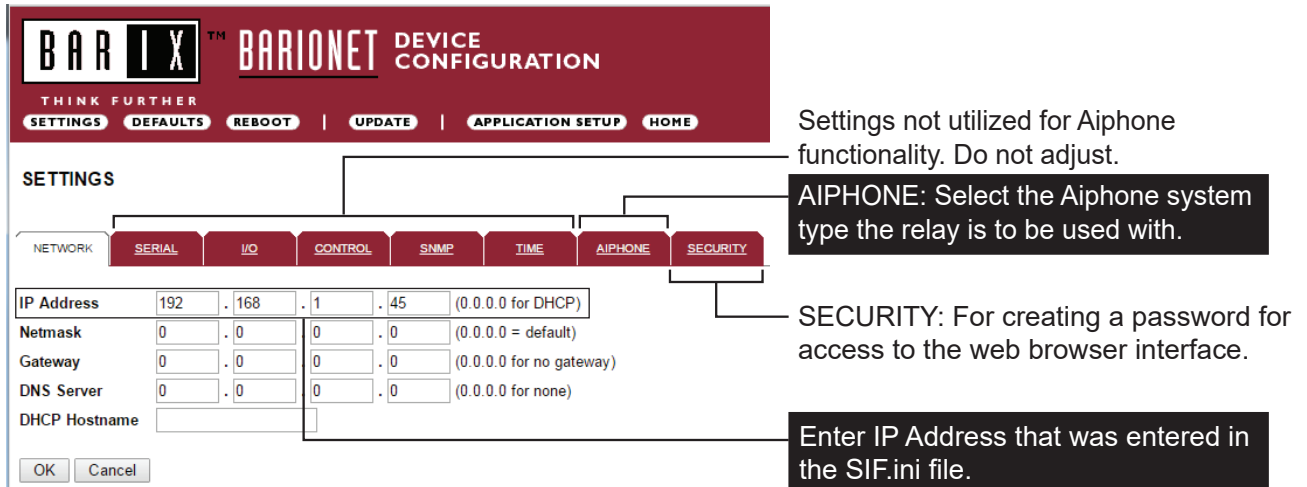 BARIX™ BARIONET DEVICE CONFIGURATION
THINK FURTHER
SETTINGS DEFAULTS REBOOT | UPDATE | APPLICATION SETUP HOME
Settings not utilized for Aiphone
functionality. Do not adjust.
SETTINGS
AIPHONE: Select the Aiphone system
type the relay is to be used with.
NETWORK SERIAL I/O CONTROL SNMP TIME AIPHONE SECURITY
IP Address 192 . 168 . 1 . 45 (0.0.0.0 for DHCP)
Netmask 0 . 0 . 0 . 0 (0.0.0.0 = default)
Gateway 0 . 0 . 0 . 0 (0.0.0.0 for no gateway)
DNS Server 0 . 0 . 0 . 0 (0.0.0.0 for none)
DHCP Hostname
SECURITY: For creating a password for
access to the web browser interface.
Enter IP Address that was entered in
the SIF.ini file.
OK Cancel